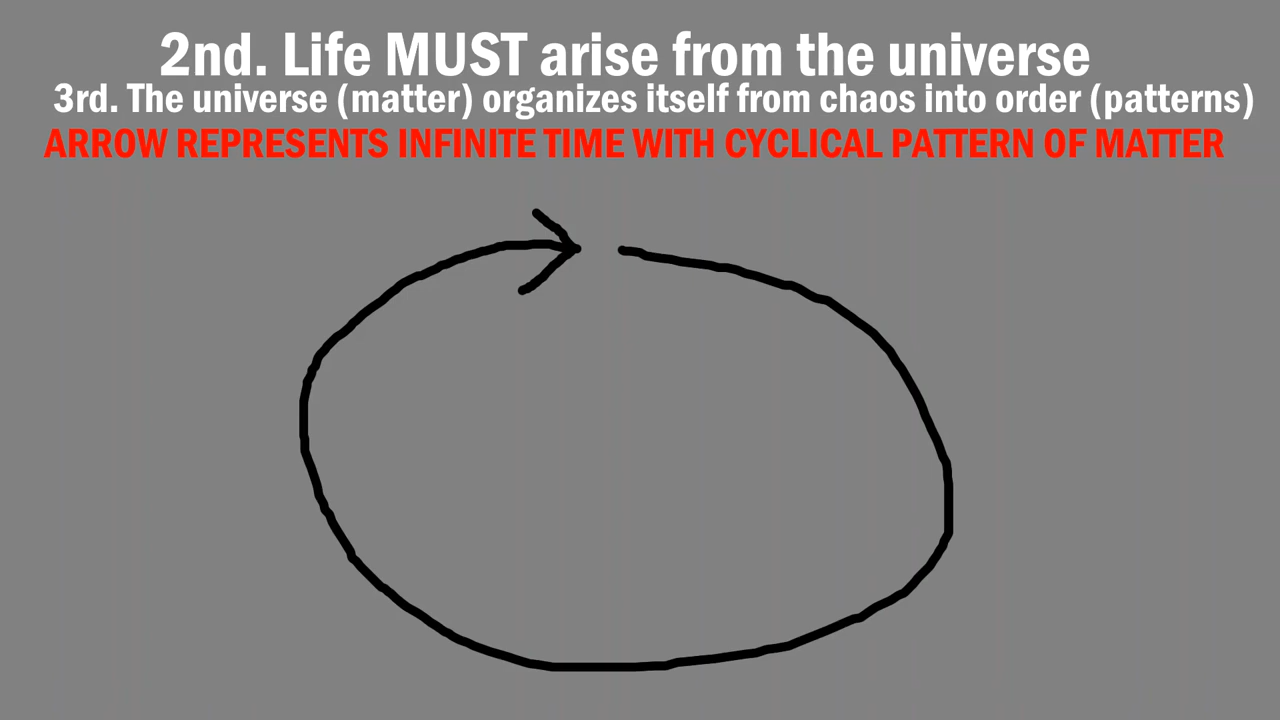 2nd. Life MUST arise from the universe
3rd. The universe (matter) organizes itself from chaos into order (patterns)
ARROW REPRESENTS INFINITE TIME WITH CYCLICAL PATTERN OF MATTER